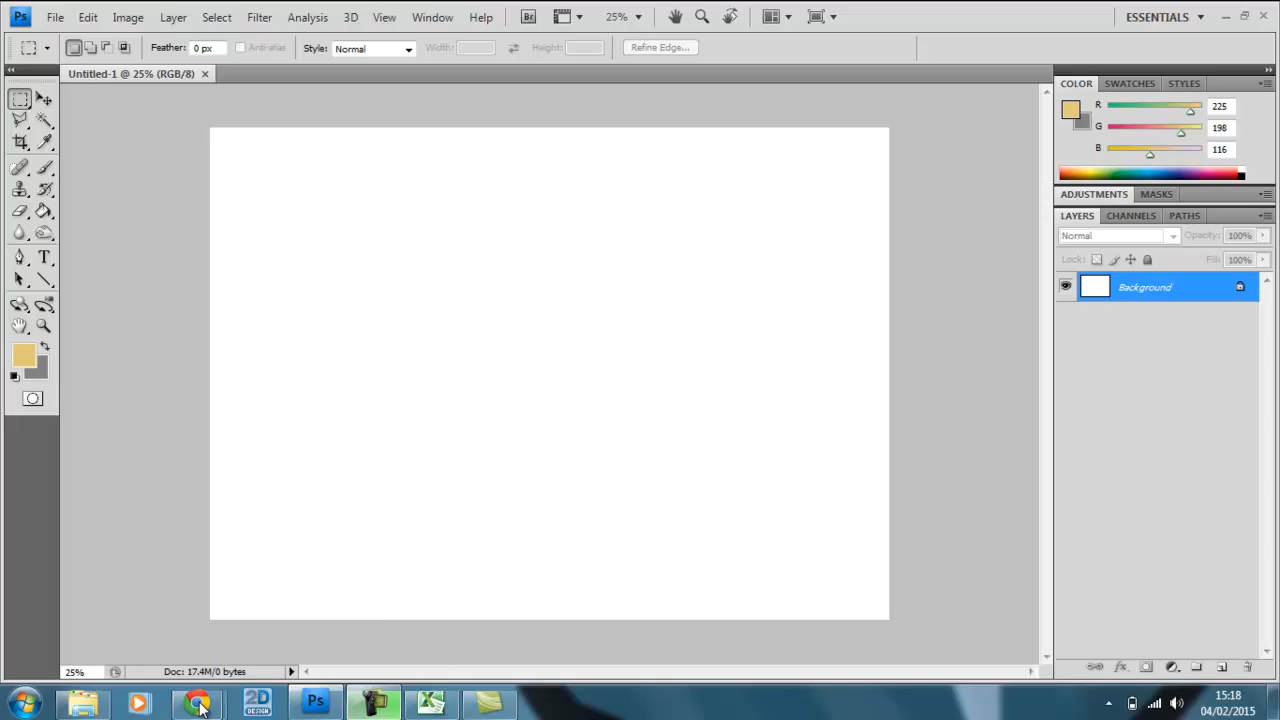 Ps File Edit Image Layer Select Filter Analysis 3D View Window Help Br 25% ESSENTIALS
Feather: 0 px Anti-alias Style: Normal Width: Height: Refine Edge...
Untitled-1 @ 25% (RGB/8)
COLOR SWATCHES STYLES
R 225
G 198
B 116
ADJUSTMENTS MASKS
LAYERS CHANNELS PATHS
Normal Opacity: 100%
Lock: Fill: 100%
Background
T
fx
25% Doc: 17.4M/0 bytes
2D DESIGN
Ps
15:18
04/02/2015